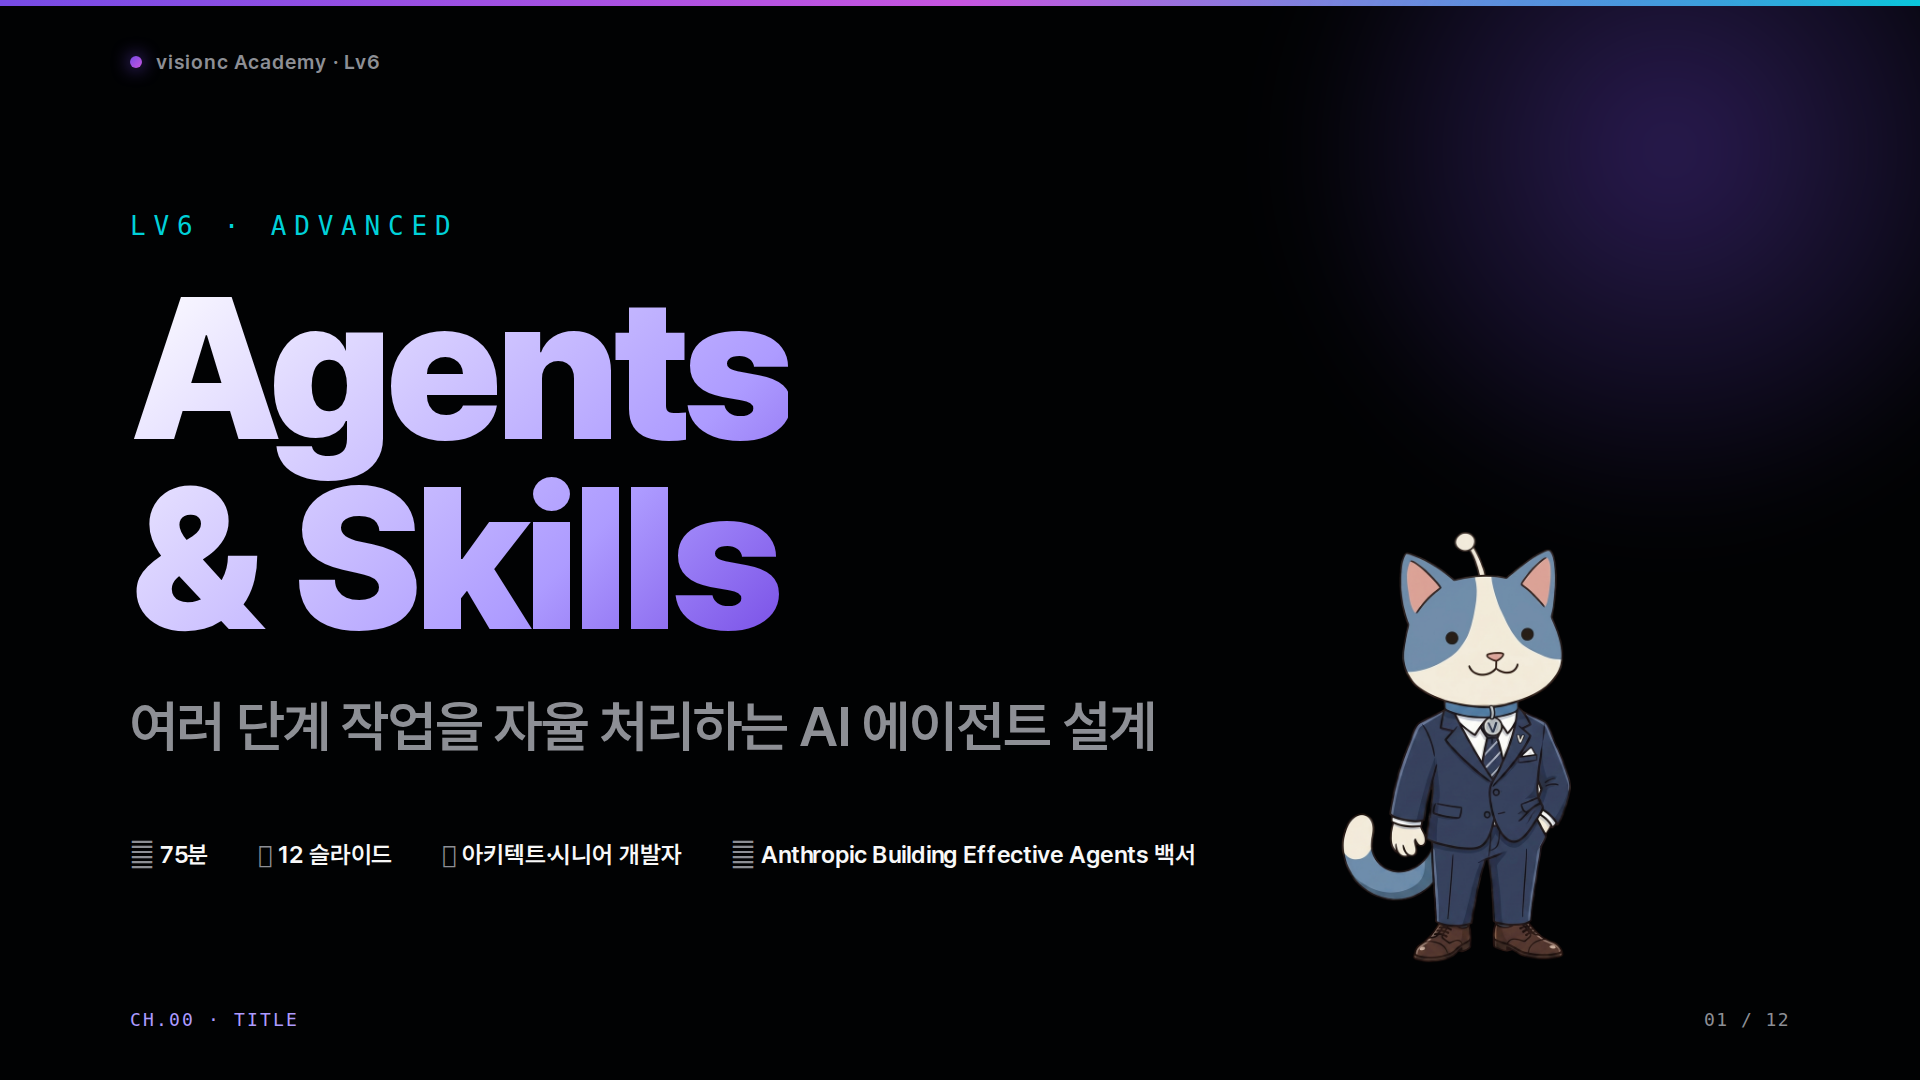 visionc Academy · Lv6
LV6 · ADVANCED
Agents
& Skills
여러 단계 작업을 자율 처리하는 AI 에이전트 설계
75분 12 슬라이드 아키텍트·시니어 개발자 Anthropic Building Effective Agents 백서
CH.00 · TITLE
01 / 12